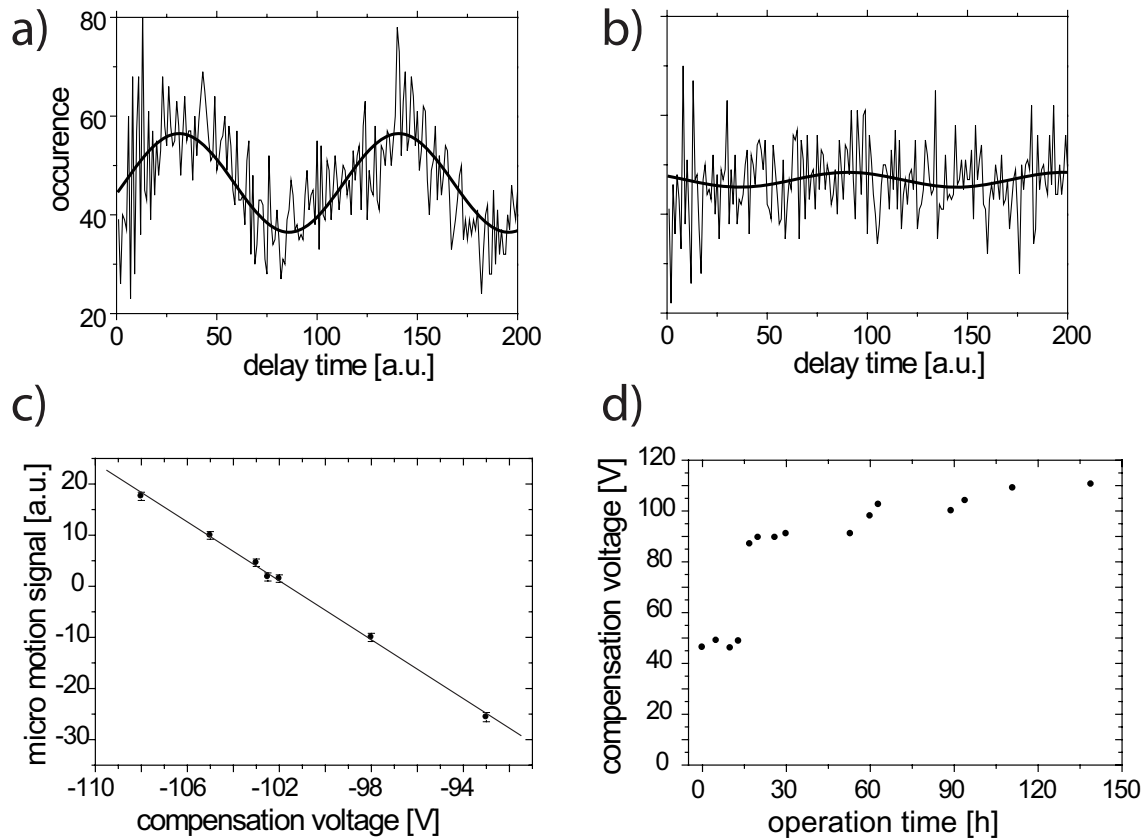 a)
80
60
40
20
occurence
0 50 100 150 200
delay time [a.u.]
b)
0 50 100 150 200
delay time [a.u.]
c)
20
10
0
-10
-20
-30
micro motion signal [a.u.]
-110 -106 -102 -98 -94
compensation voltage [V]
d)
120
100
80
60
40
20
0
compensation voltage [V]
0 30 60 90 120 150
operation time [h]